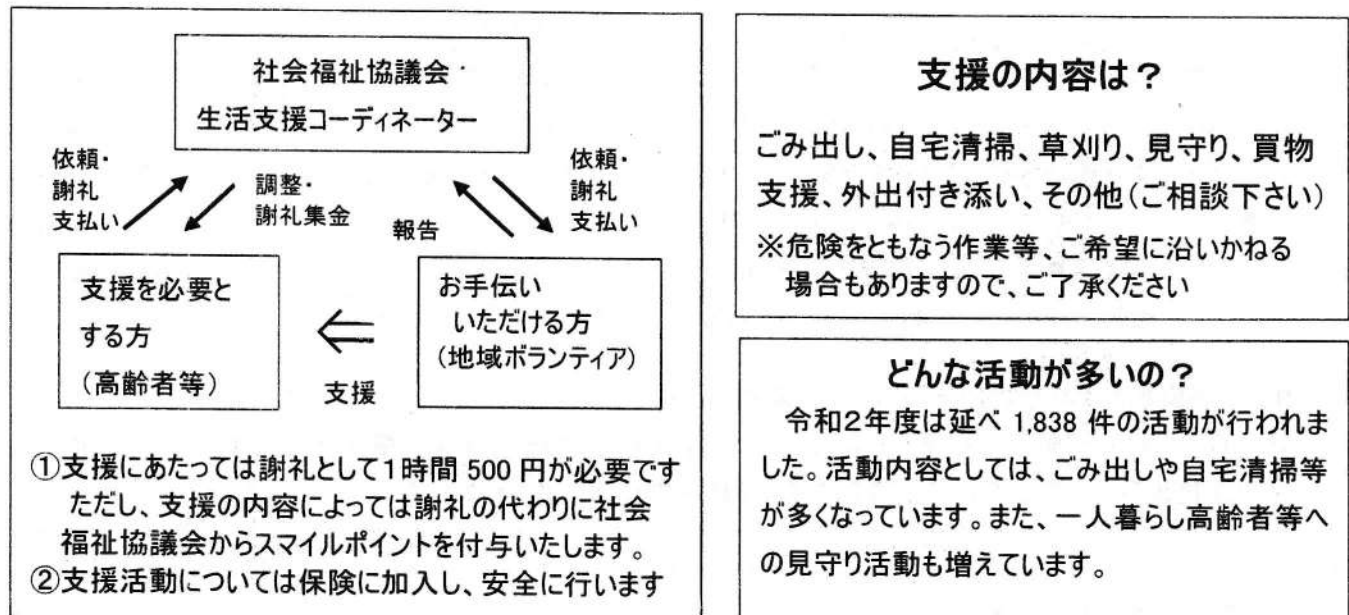 社会福祉協議会
生活支援コーディネーター
依頼・
謝礼
支払い
調整・
謝礼集金
報告
依頼・
謝礼
支払い
支援を必要と
する方
（高齢者等）
支援
お手伝い
いただける方
（地域ボランティア）
①支援にあたっては謝礼として１時間 500 円が必要です
ただし、支援の内容によっては謝礼の代わりに社会
福祉協議会からスマイルポイントを付与いたします。
②支援活動については保険に加入し、安全に行います
支援の内容は？
ごみ出し、自宅清掃、草刈り、見守り、買物
支援、外出付き添い、その他（ご相談下さい）
※危険をともなう作業等、ご希望に沿いかねる
場合もありますので、ご了承ください
どんな活動が多いの？
令和２年度は延べ 1,838 件の活動が行われま
した。活動内容としては、ごみ出しや自宅清掃等
が多くなっています。また、一人暮らし高齢者等へ
の見守り活動も増えています。